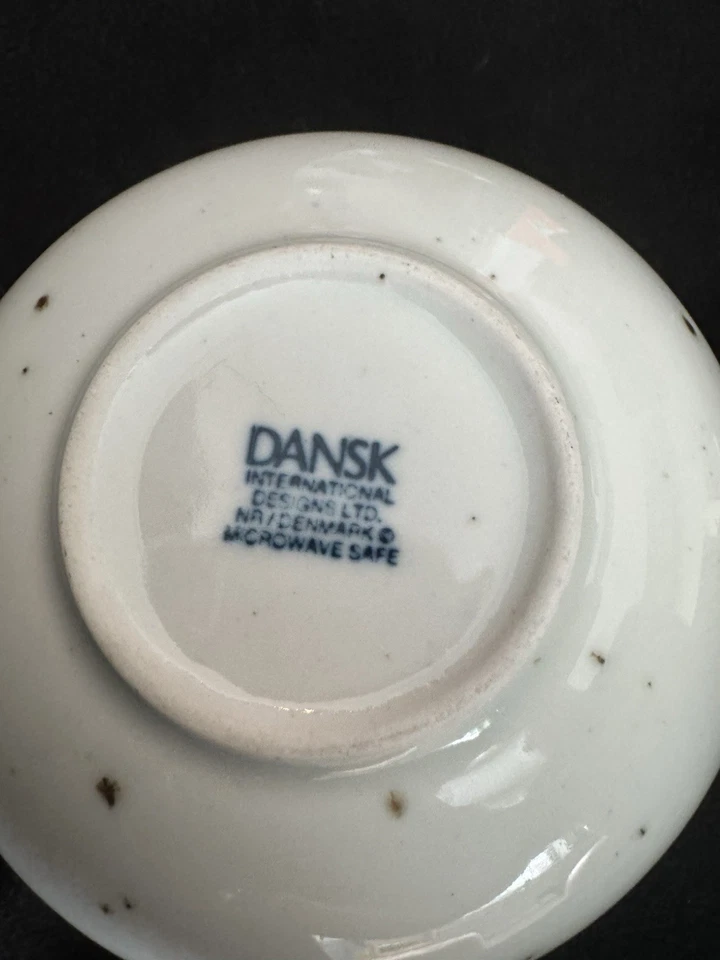 DANSK
INTERNATIONAL
DESIGNS LTD.
NR/DENMARK ©
MICROWAVE SAFE